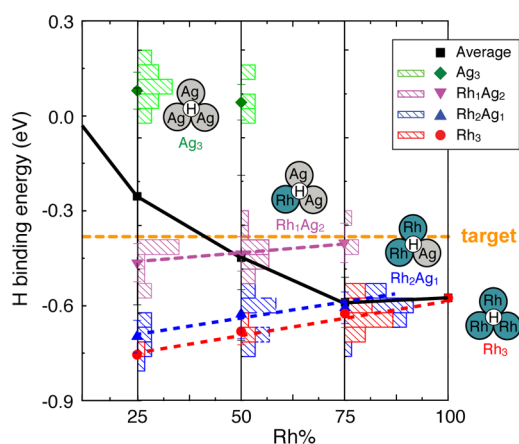 H binding energy (eV)
0.3
0.0
-0.3
-0.6
-0.9
25
50
75
100
Rh%
Average
Ag3
Rh1Ag2
Rh2Ag1
Rh3
Ag
H
Ag Ag
Ag3
Ag
H
Rh Ag
Rh1Ag2
target
Rh
H
Rh Ag
Rh2Ag1
Rh
H
Rh Rh
Rh3